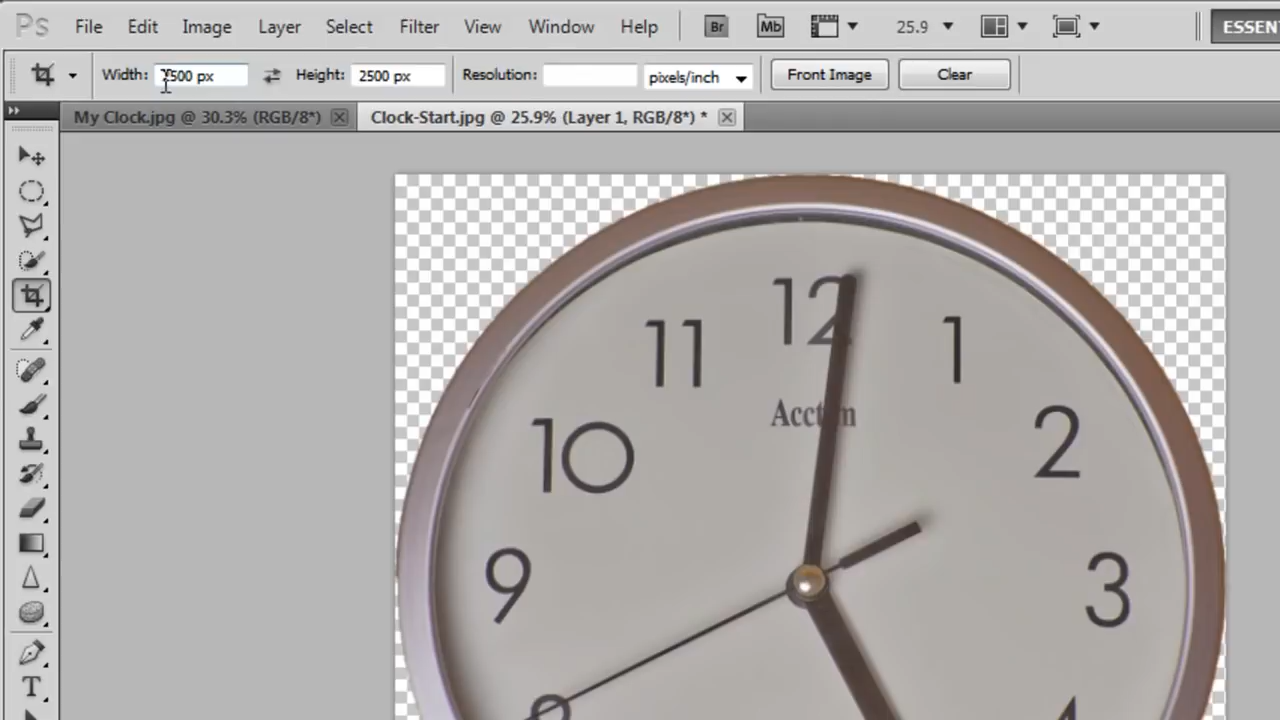 Ps File Edit Image Layer Select Filter View Window Help Br Mb 25.9 ESSEN
Width: 500 px Height: 2500 px Resolution: pixels/inch Front Image Clear
My Clock.jpg @ 30.3% (RGB/8*) Clock-Start.jpg @ 25.9% (Layer 1, RGB/8*) *
12
11 1
10 2
9 3
T